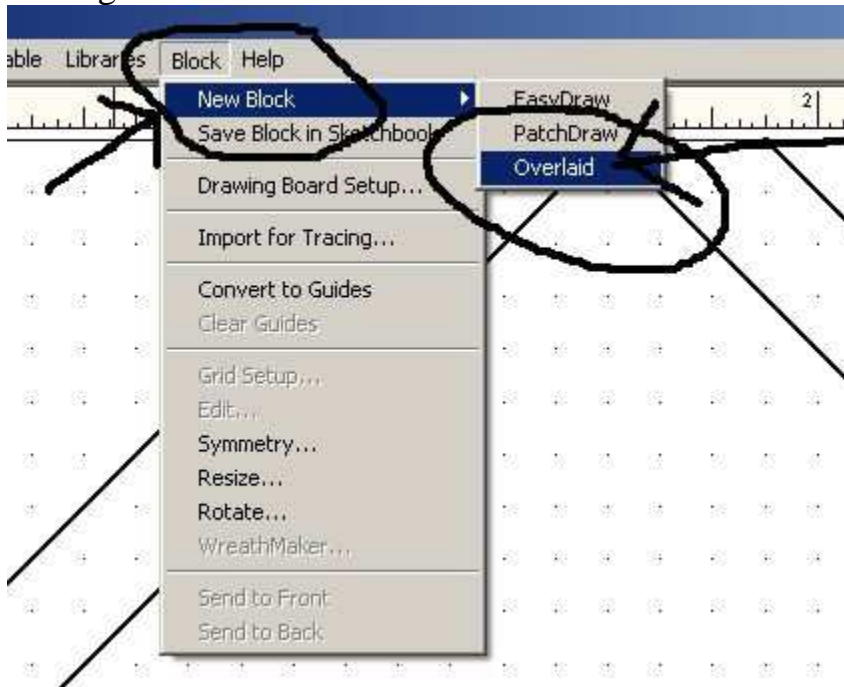 Libraries Block Help
New Block
Save Block in Sketchbook
Drawing Board Setup...
Import for Tracing...
Convert to Guides
Clear Guides
Grid Setup...
Edit...
Symmetry...
Resize...
Rotate...
WreathMaker...
Send to Front
Send to Back
EasyDraw
PatchDraw
Overlaid
2